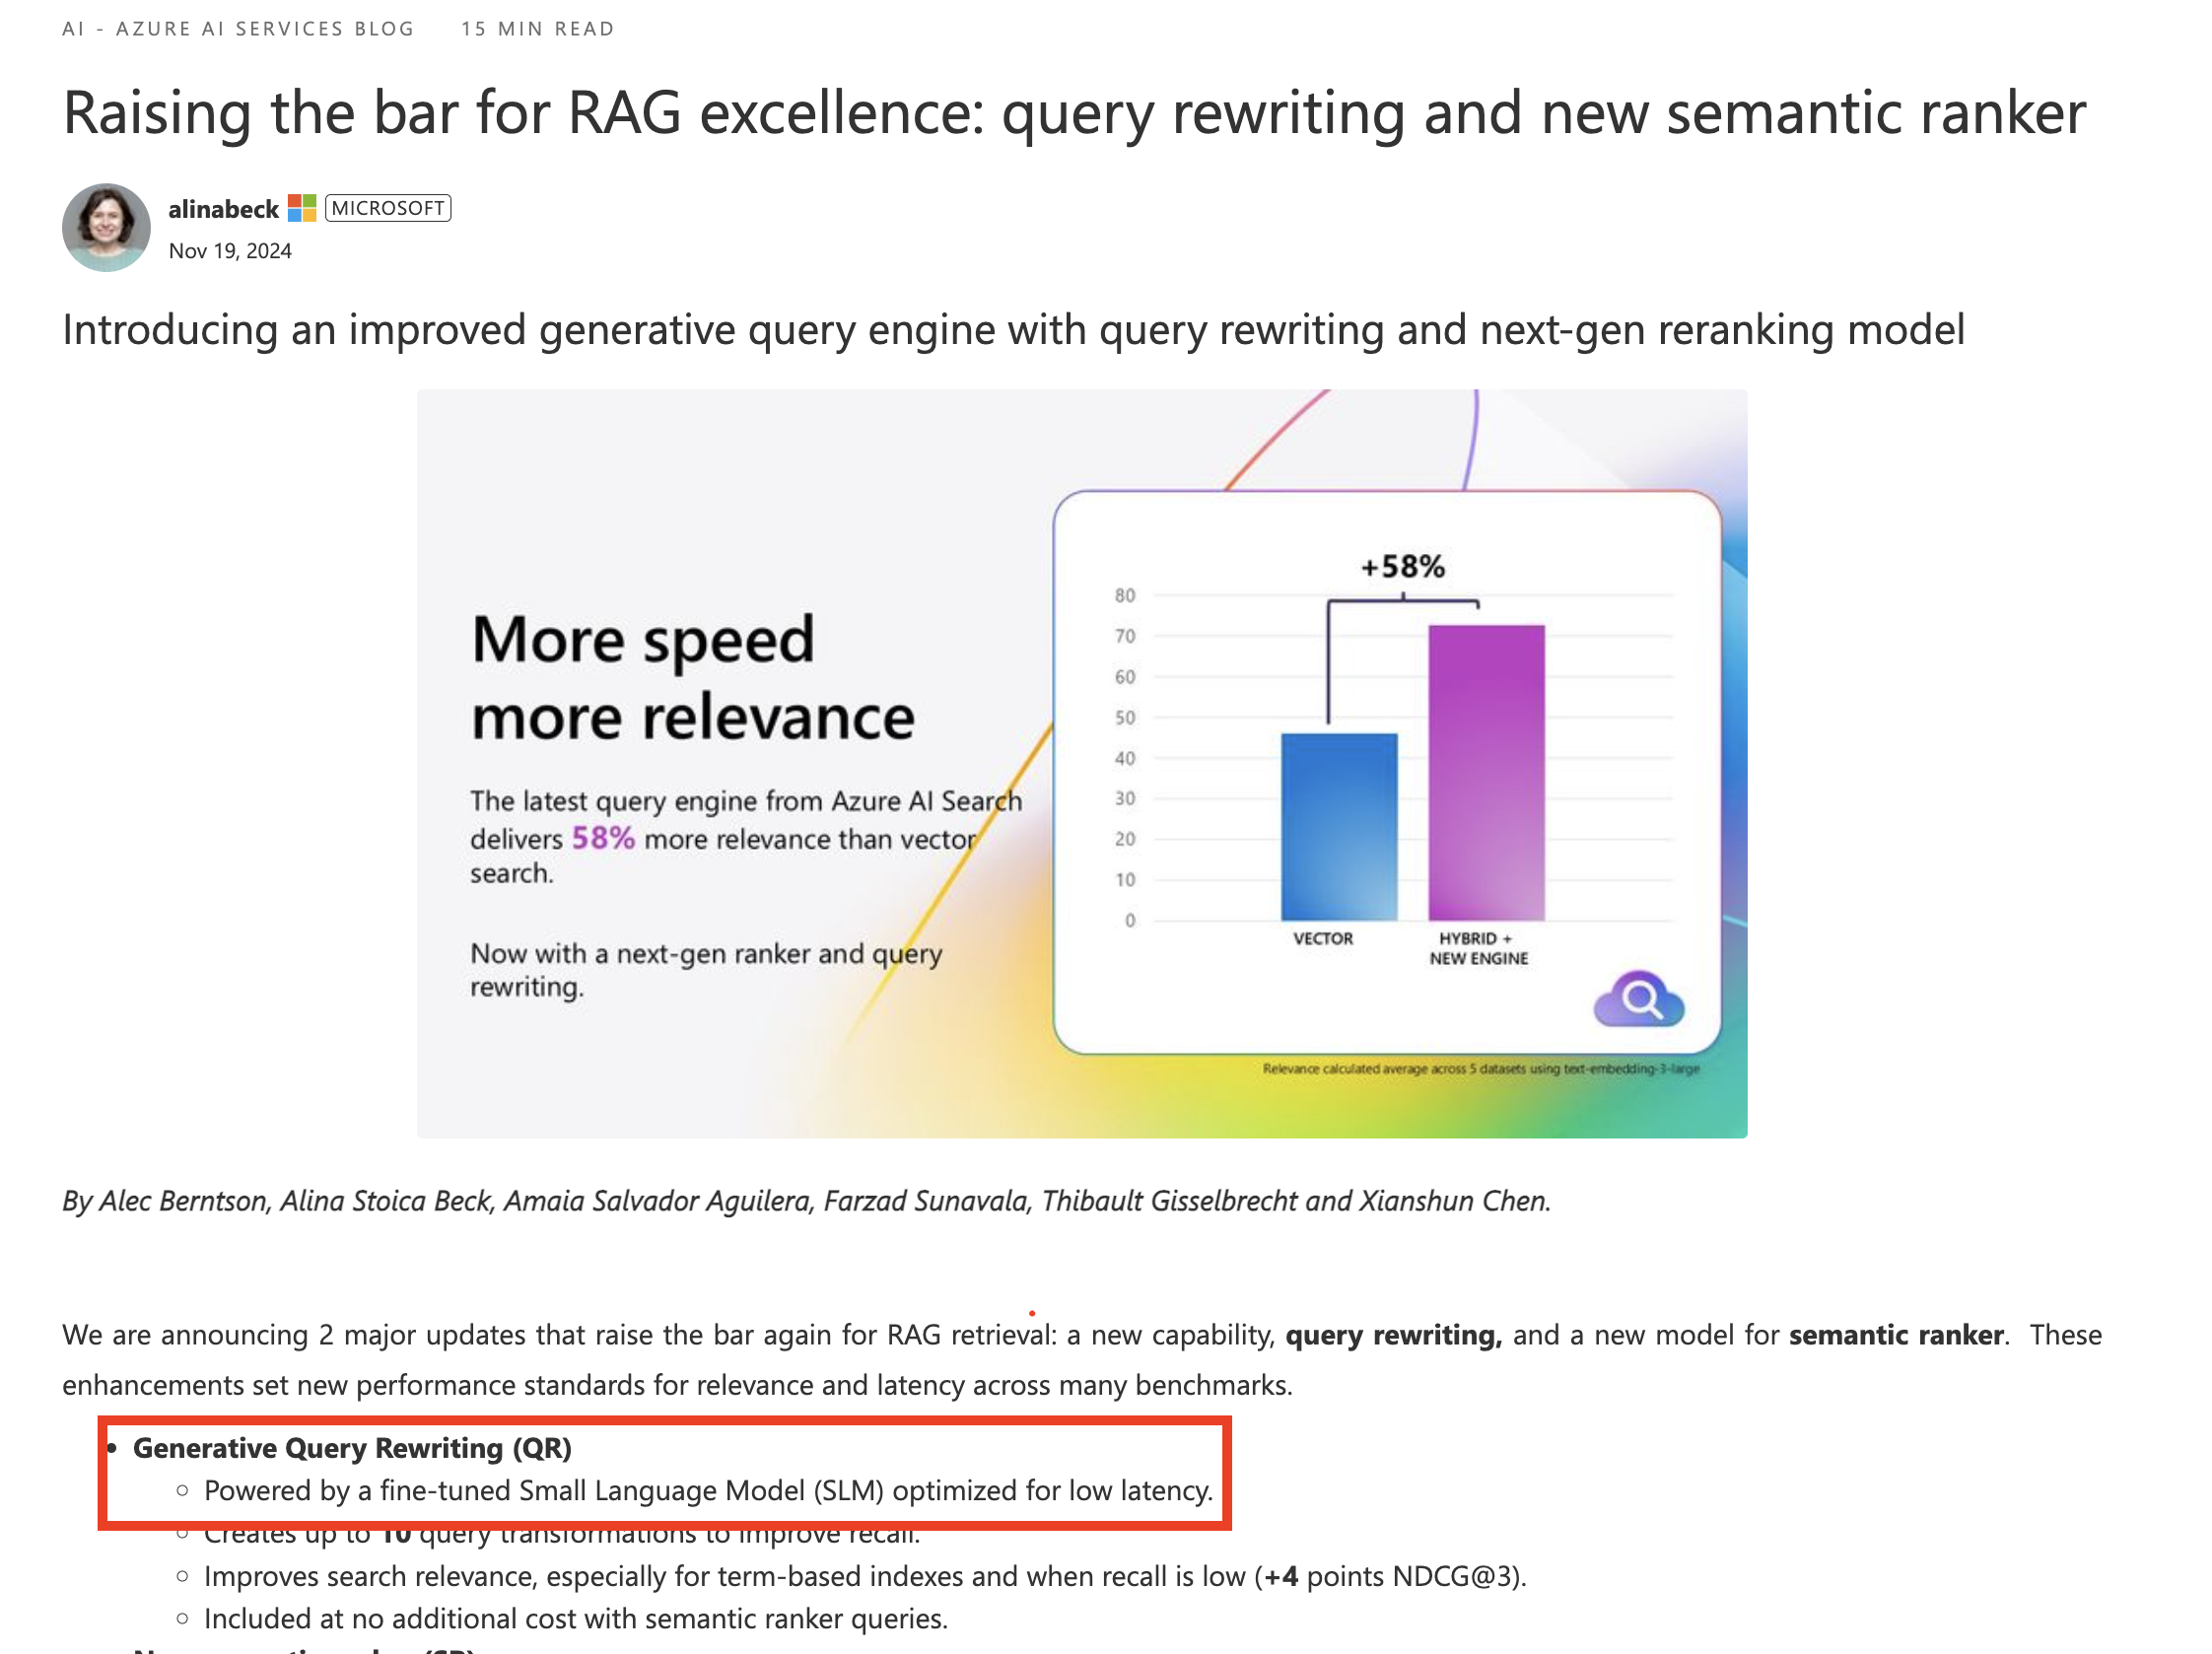 AI - AZURE AI SERVICES BLOG 15 MIN READ
Raising the bar for RAG excellence: query rewriting and new semantic ranker
alinabeck MICROSOFT
Nov 19, 2024
Introducing an improved generative query engine with query rewriting and next-gen reranking model
More speed
more relevance
The latest query engine from Azure AI Search
delivers 58% more relevance than vector
search.
Now with a next-gen ranker and query
rewriting.
+58%
80
70
60
50
40
30
20
10
0
VECTOR
HYBRID +
NEW ENGINE
Relevance calculated average across 5 datasets using text-embedding-3-large
By Alec Berntson, Alina Stoica Beck, Amaia Salvador Aguilera, Farzad Sunavala, Thibault Gisselbrecht and Xianshun Chen.
We are announcing 2 major updates that raise the bar again for RAG retrieval: a new capability, query rewriting, and a new model for semantic ranker. These
enhancements set new performance standards for relevance and latency across many benchmarks.
• Generative Query Rewriting (QR)
○ Powered by a fine-tuned Small Language Model (SLM) optimized for low latency.
○ Creates up to 10 query transformations to improve recall.
○ Improves search relevance, especially for term-based indexes and when recall is low (+4 points NDCG@3).
○ Included at no additional cost with semantic ranker queries.